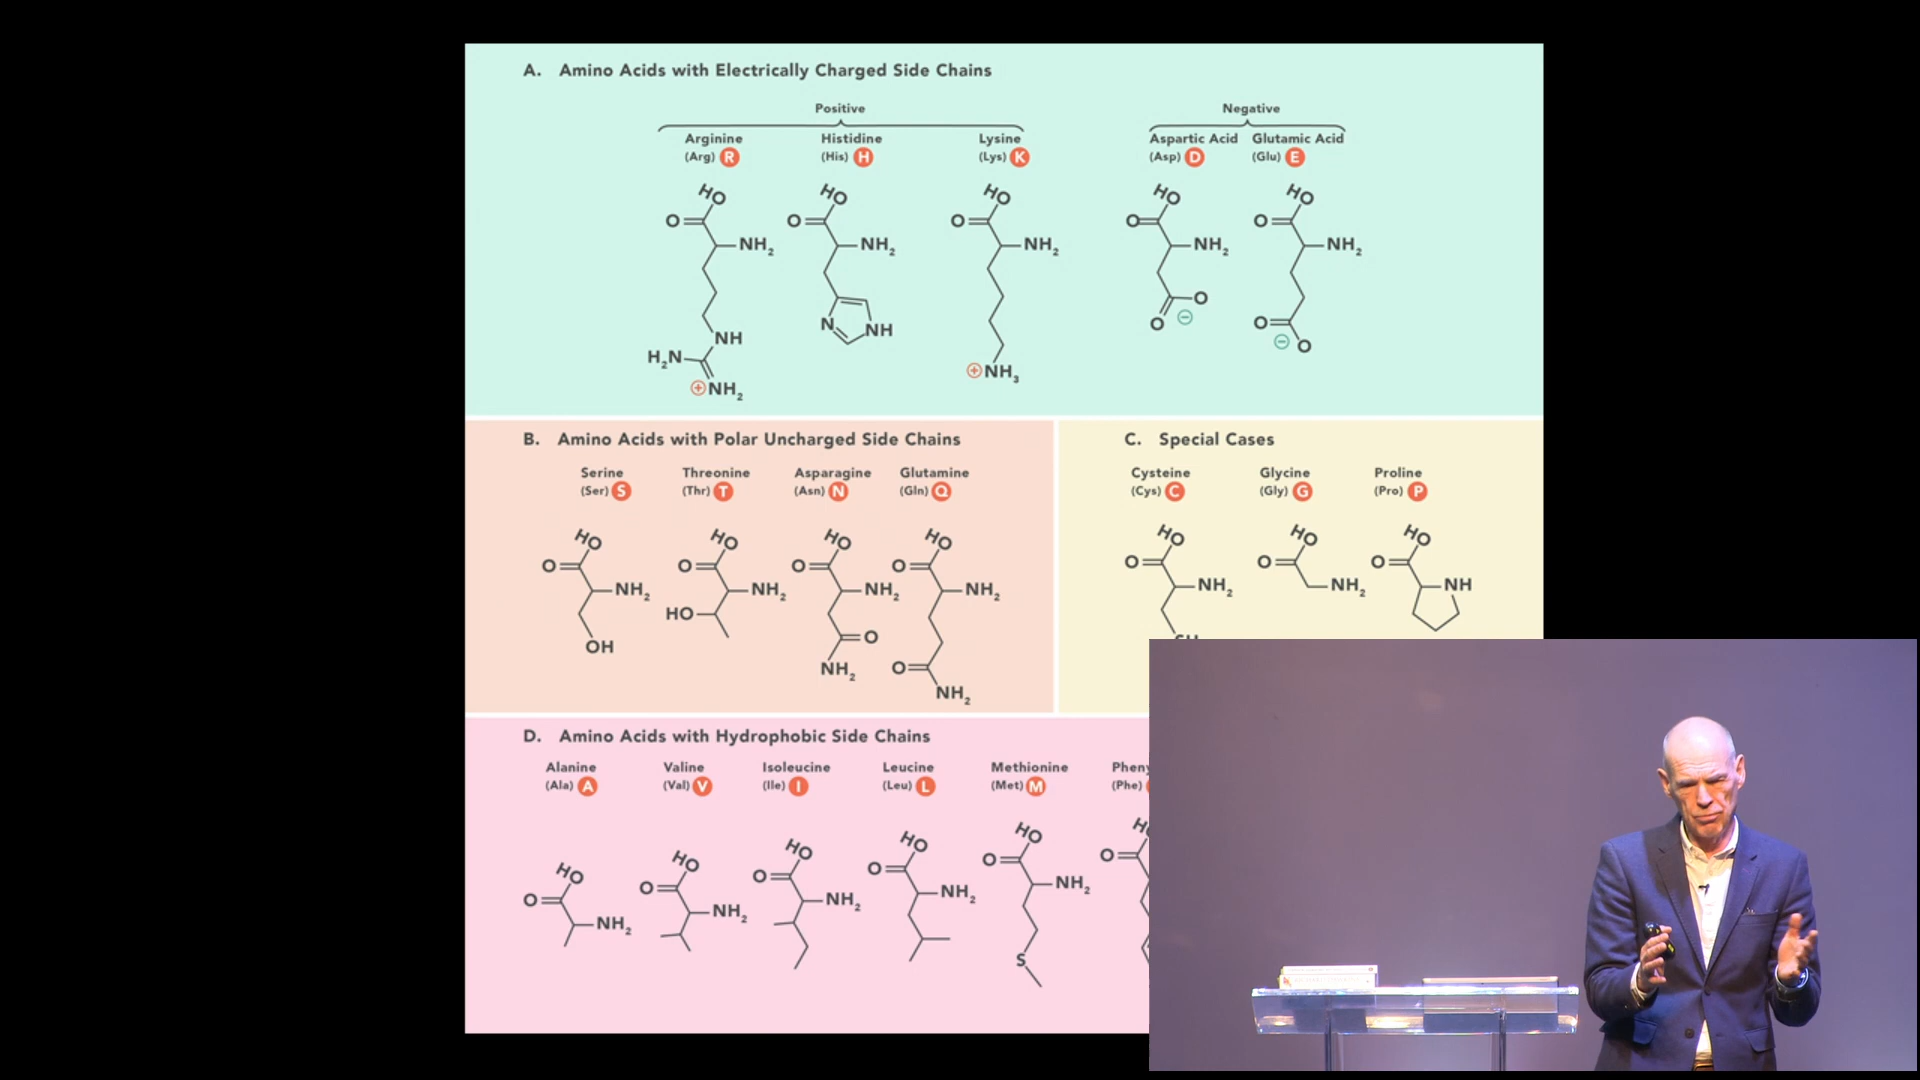 A. Amino Acids with Electrically Charged Side Chains
Positive
Negative
Arginine
(Arg) R
Histidine
(His) H
Lysine
(Lys) K
Aspartic Acid
(Asp) D
Glutamic Acid
(Glu) E
HO
O
NH₂
NH
H₂N
⊕NH₂
HO
O
NH₂
N
NH
HO
O
NH₂
⊕NH₃
HO
O
NH₂
O
O
⊖
HO
O
NH₂
O
⊖
O
B. Amino Acids with Polar Uncharged Side Chains
Serine
(Ser) S
Threonine
(Thr) T
Asparagine
(Asn) N
Glutamine
(Gln) Q
HO
O
NH₂
OH
HO
O
NH₂
HO
HO
O
NH₂
O
NH₂
HO
O
NH₂
O
NH₂
C. Special Cases
Cysteine
(Cys) C
Glycine
(Gly) G
Proline
(Pro) P
HO
O
NH₂
HO
O
NH₂
HO
O
NH
D. Amino Acids with Hydrophobic Side Chains
Alanine
(Ala) A
Valine
(Val) V
Isoleucine
(Ile) I
Leucine
(Leu) L
Methionine
(Met) M
Pheny
(Phe)
HO
O
NH₂
HO
O
NH₂
HO
O
NH₂
HO
O
NH₂
HO
O
NH₂
S
H
O